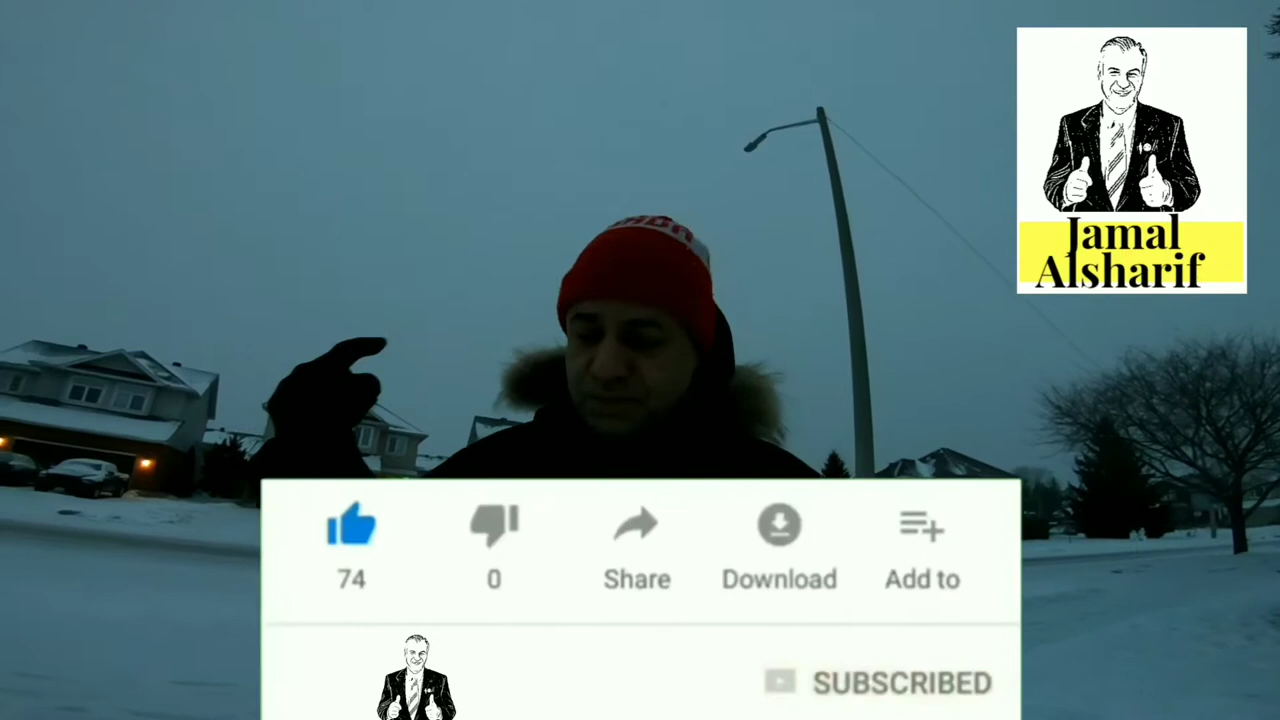 Jamal
Alsharif
74
0
Share
Download
Add to
SUBSCRIBED